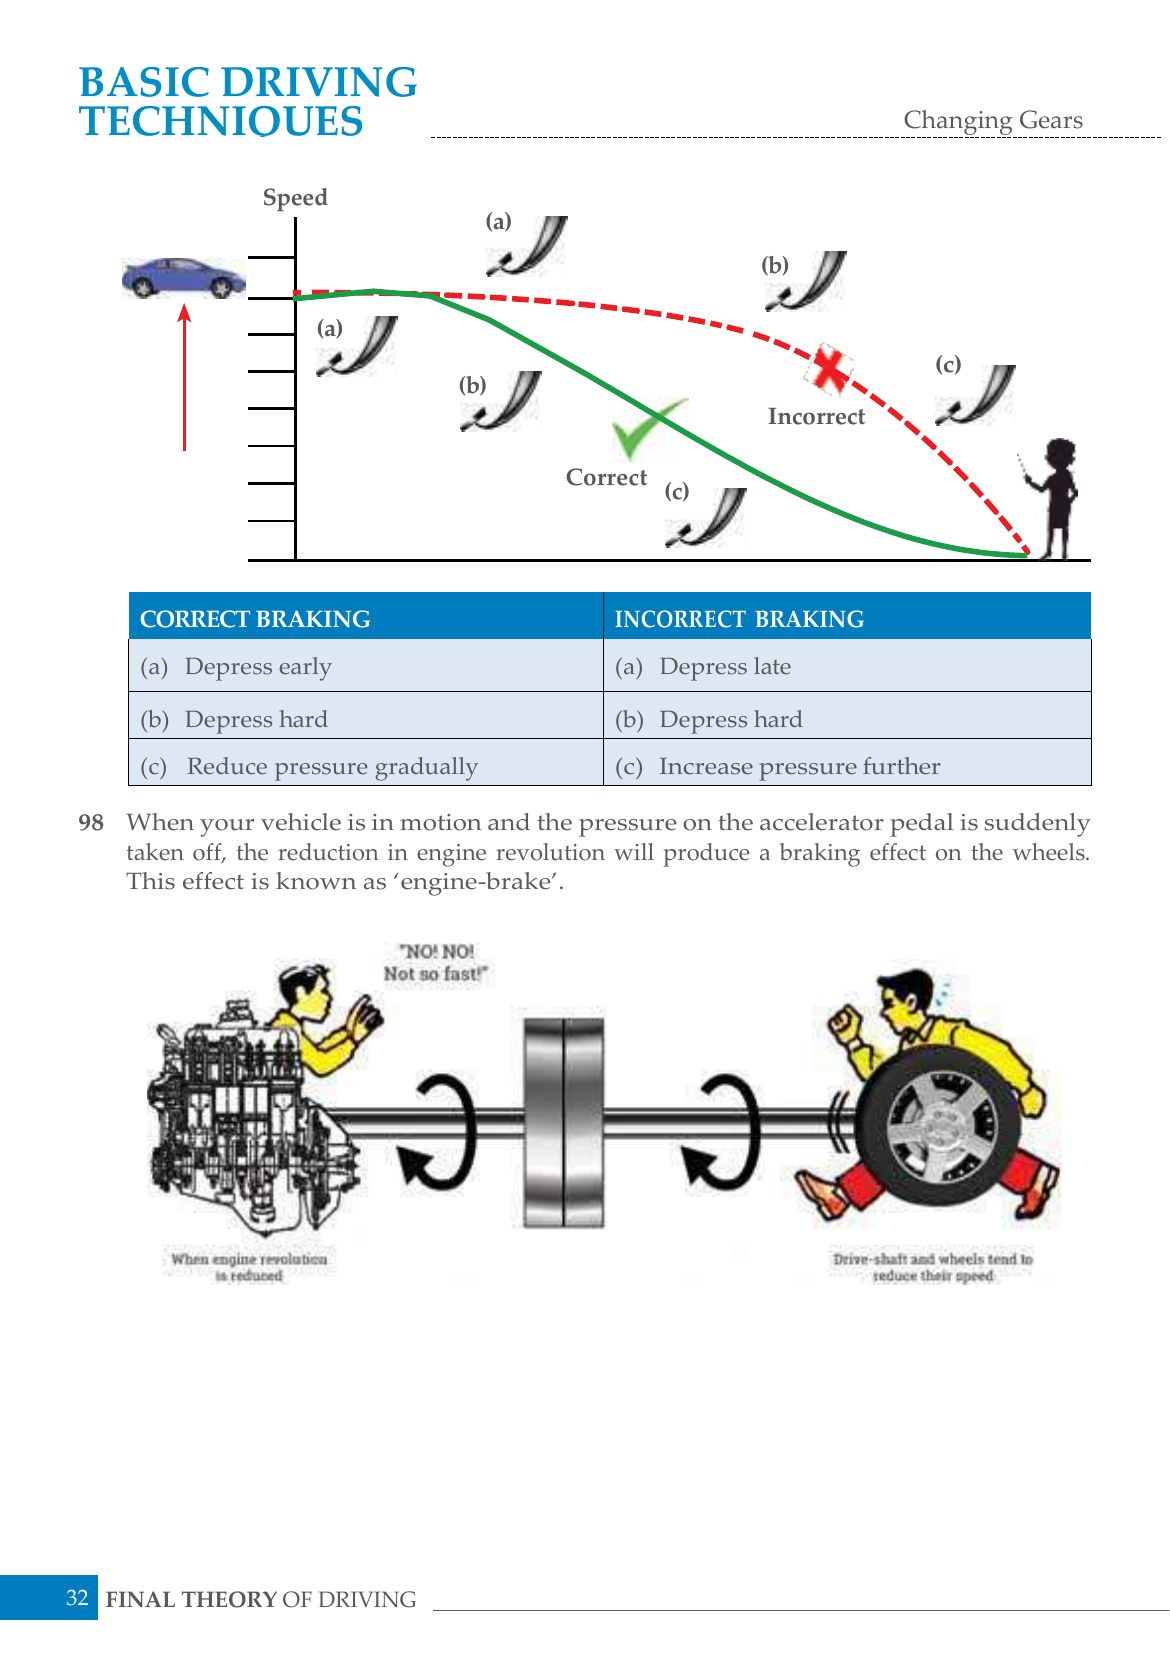 BASIC DRIVING
TECHNIQUES
Changing Gears
Speed
(a)
(b)
(a)
(c)
(b)
Incorrect
Correct
(c)
CORRECT BRAKING
INCORRECT BRAKING
(a) Depress early
(a) Depress late
(b) Depress hard
(b) Depress hard
(c) Reduce pressure gradually
(c) Increase pressure further
98 When your vehicle is in motion and the pressure on the accelerator pedal is suddenly
taken off, the reduction in engine revolution will produce a braking effect on the wheels.
This effect is known as ‘engine-brake’.
"NO! NO!
Not so fast!"
When engine revolution
is reduced
Drive-shaft and wheels tend to
reduce their speed
32 FINAL THEORY OF DRIVING